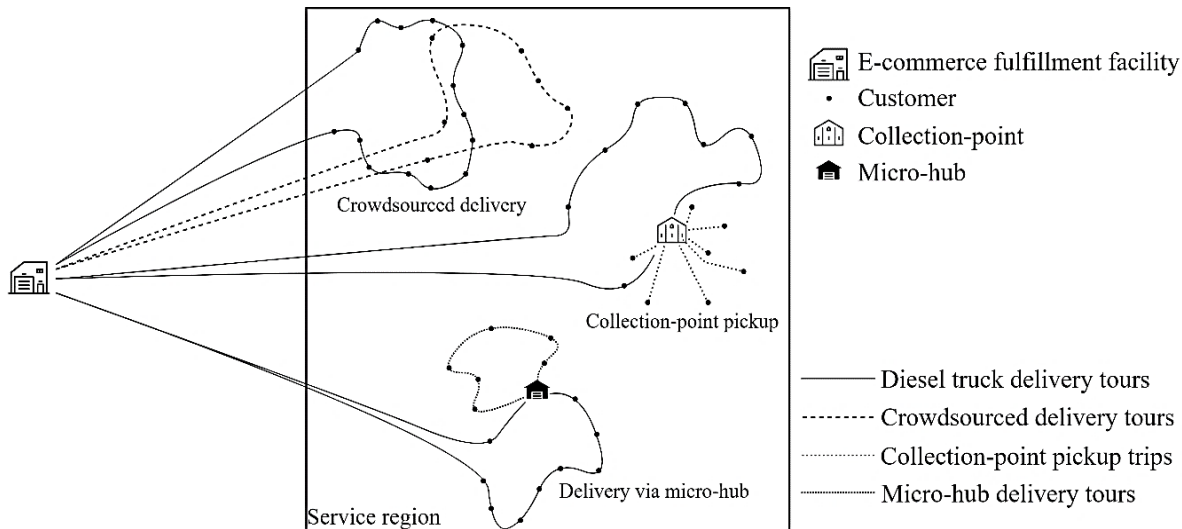 Crowdsourced delivery
Collection-point pickup
Delivery via micro-hub
Service region
E-commerce fulfillment facility
Customer
Collection-point
Micro-hub
Diesel truck delivery tours
Crowdsourced delivery tours
Collection-point pickup trips
Micro-hub delivery tours